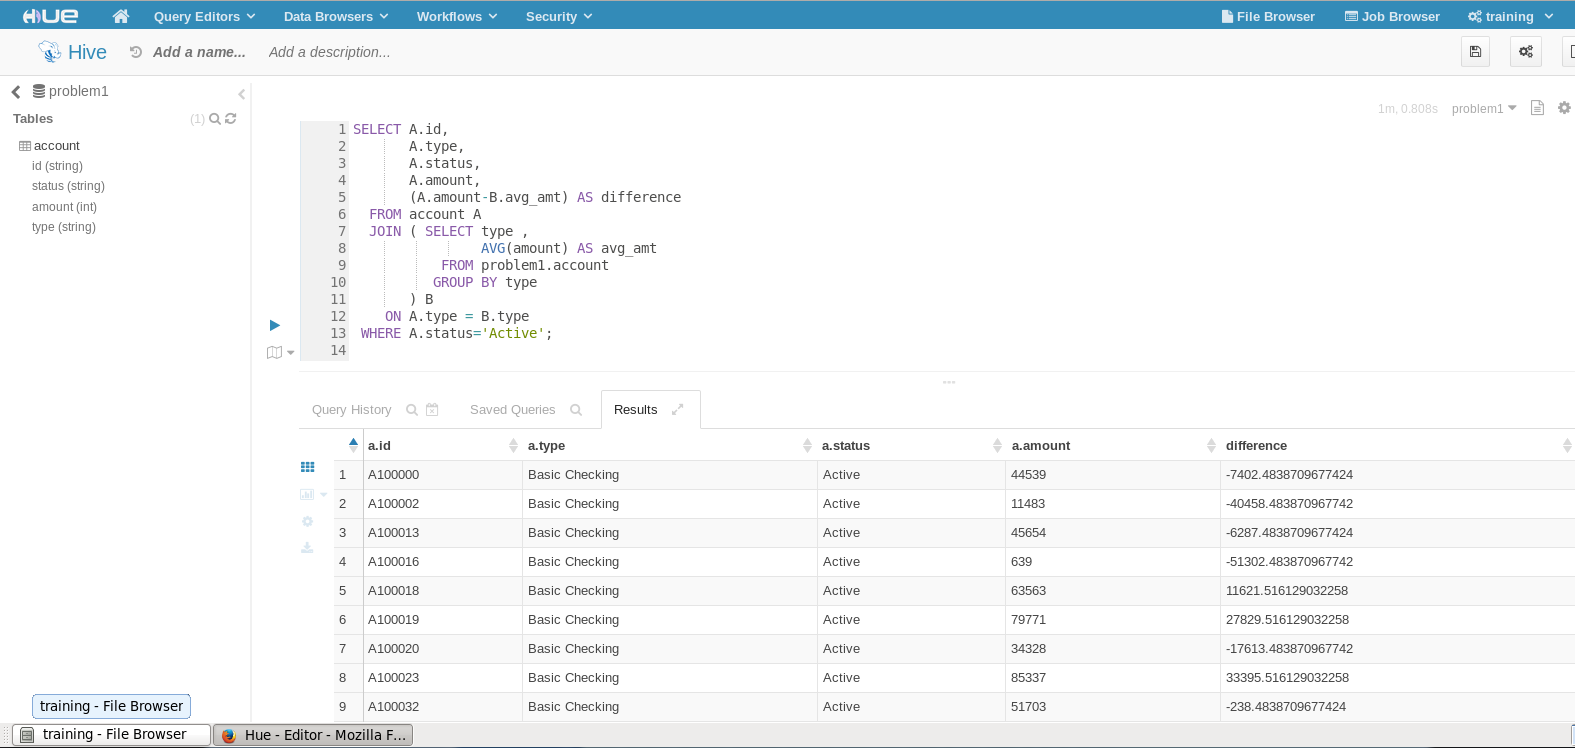 HUE Query Editors Data Browsers Workflows Security File Browser Job Browser training
Hive Add a name... Add a description...
problem1
Tables (1)
account
id (string)
status (string)
amount (int)
type (string)
1m, 0.808s problem1
1 SELECT A.id,
2 A.type,
3 A.status,
4 A.amount,
5 (A.amount-B.avg_amt) AS difference
6 FROM account A
7 JOIN ( SELECT type ,
8 AVG(amount) AS avg_amt
9 FROM problem1.account
10 GROUP BY type
11 ) B
12 ON A.type = B.type
13 WHERE A.status='Active';
14
Query History Saved Queries Results
a.id a.type a.status a.amount difference
1 A100000 Basic Checking Active 44539 -7402.4838709677424
2 A100002 Basic Checking Active 11483 -40458.483870967742
3 A100013 Basic Checking Active 45654 -6287.4838709677424
4 A100016 Basic Checking Active 639 -51302.483870967742
5 A100018 Basic Checking Active 63563 11621.516129032258
6 A100019 Basic Checking Active 79771 27829.516129032258
7 A100020 Basic Checking Active 34328 -17613.483870967742
8 A100023 Basic Checking Active 85337 33395.516129032258
9 A100032 Basic Checking Active 51703 -238.4838709677424
training - File Browser
training - File Browser Hue - Editor - Mozilla F...